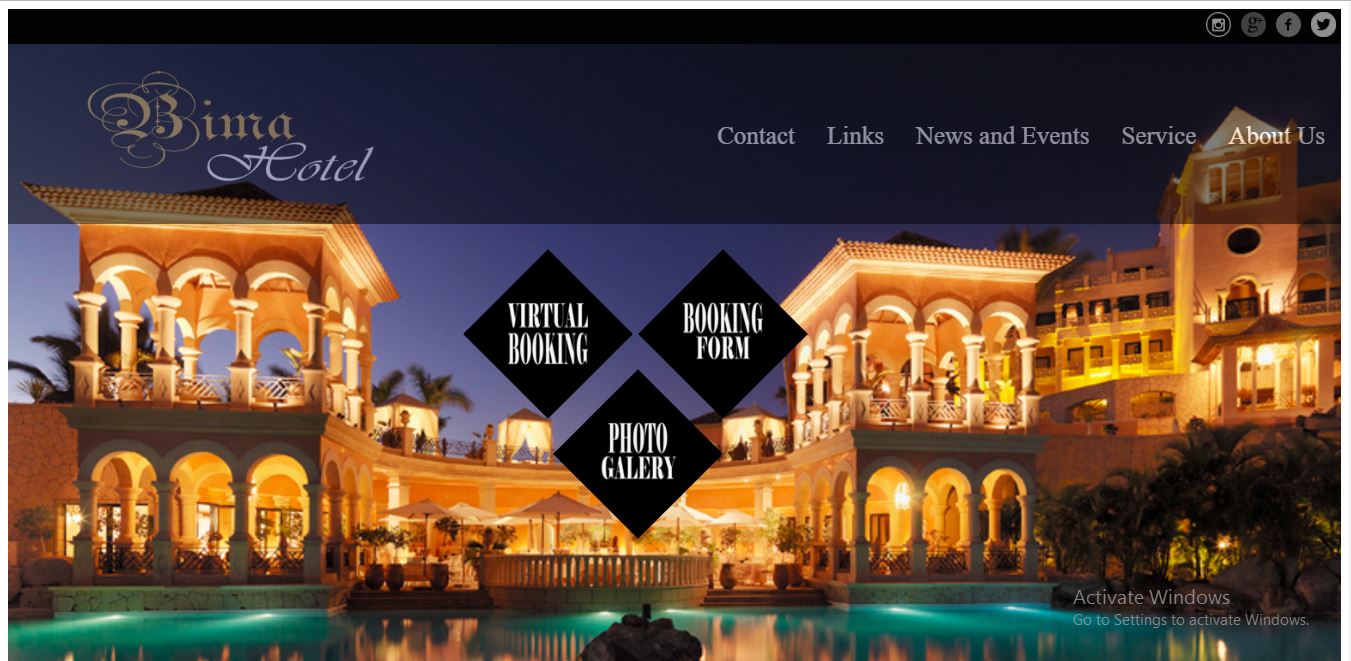 g+ f
Bima
Hotel
Contact Links News and Events Service About Us
VIRTUAL
BOOKING
BOOKING
FORM
PHOTO
GALERY
Activate Windows
Go to Settings to activate Windows.